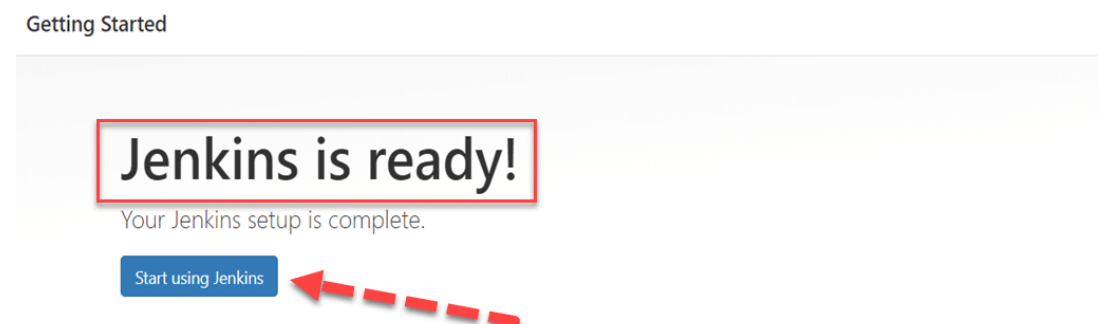 Getting Started
Jenkins is ready!
Your Jenkins setup is complete.
Start using Jenkins